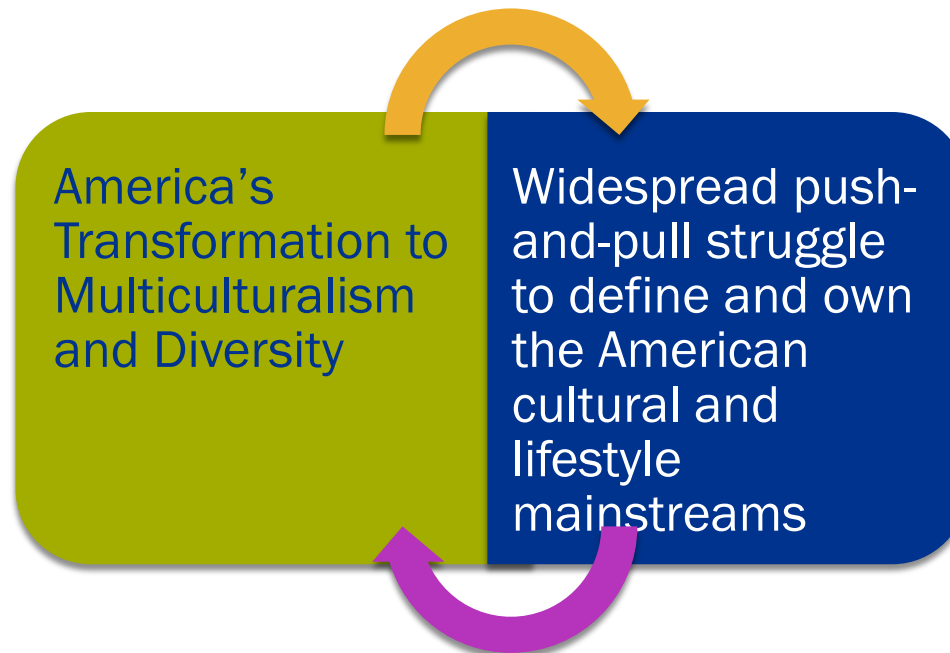 America’s
Transformation to
Multiculturalism
and Diversity
Widespread push-
and-pull struggle
to define and own
the American
cultural and
lifestyle
mainstreams